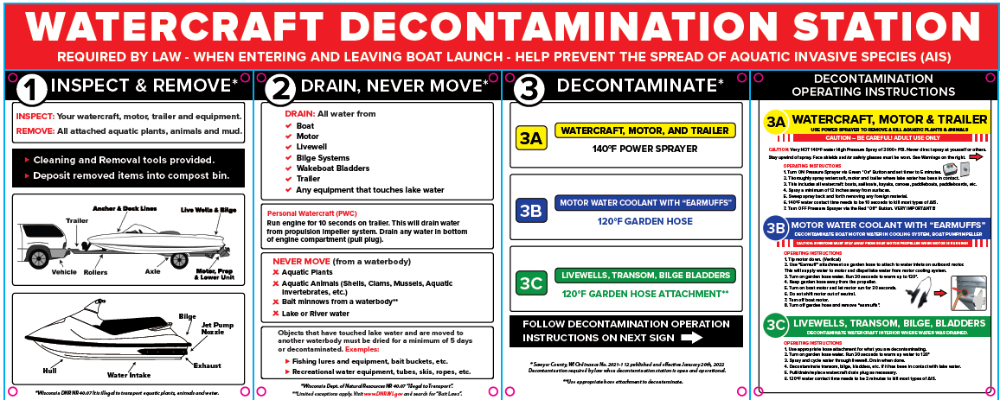 WATERCRAFT DECONTAMINATION STATION
REQUIRED BY LAW - WHEN ENTERING AND LEAVING BOAT LAUNCH - HELP PREVENT THE SPREAD OF AQUATIC INVASIVE SPECIES (AIS)
1 INSPECT & REMOVE*
INSPECT: Your watercraft, motor, trailer and equipment.
REMOVE: All attached aquatic plants, animals and mud.
Cleaning and Removal tools provided.
Deposit removed items into compost bin.
Anchor & Dock Lines
Live Wells & Bilge
Trailer
Vehicle
Rollers
Axle
Motor, Prop
& Lower Unit
Bilge
Jet Pump
Nozzle
Hull
Water Intake
Exhaust
*Wisconsin DNR NR 40.07 It is illegal to transport aquatic plants, animals and water.
2 DRAIN, NEVER MOVE*
DRAIN: All water from
Boat
Motor
Livewell
Bilge Systems
Wakeboat Bladders
Trailer
Any equipment that touches lake water
Personal Watercraft (PWC)
Run engine for 10 seconds on trailer. This will drain water
from propulsion impeller system. Drain any water in bottom
of engine compartment (pull plug).
NEVER MOVE (from a waterbody)
Aquatic Plants
Aquatic Animals (Shells, Clams, Mussels, Aquatic
Invertebrates, etc.)
Bait minnows from a waterbody**
Lake or River water
Objects that have touched lake water and are moved to
another waterbody must be dried for a minimum of 5 days
or decontaminated. Examples:
Fishing lures and equipment, bait buckets, etc.
Recreational water equipment, tubes, skis, ropes, etc.
*Wisconsin Dept. of Natural Resources NR 40.07 "Illegal to Transport".
**Limited exceptions apply. Visit www.DNR.WI.gov and search for "Bait Laws".
3 DECONTAMINATE*
3A WATERCRAFT, MOTOR, AND TRAILER
140ºF POWER SPRAYER
3B MOTOR WATER COOLANT WITH “EARMUFFS”
120ºF GARDEN HOSE
3C LIVEWELLS, TRANSOM, BILGE BLADDERS
120ºF GARDEN HOSE ATTACHMENT**
FOLLOW DECONTAMINATION OPERATION
INSTRUCTIONS ON NEXT SIGN
* Sawyer County, WI Ordinance No. 2021-112 published and effective January 20th, 2022
Decontamination required by law when decontamination station is open and operational.
**Use appropriate hose attachment to decontaminate.
DECONTAMINATION
OPERATING INSTRUCTIONS
3A WATERCRAFT, MOTOR & TRAILER
USE POWER SPRAYER TO REMOVE & KILL AQUATIC PLANTS & ANIMALS
CAUTION – BE CAREFUL! ADULT USE ONLY
CAUTION: Very HOT 140ºF water High Pressure Spray of 2000+ PSI. Never direct spray at yourself or others.
Stay upwind of spray. Face shields and/or safety glasses must be worn. See Warnings on the right.
OPERATING INSTRUCTIONS
1. Turn ON Pressure Sprayer via Green "On" Button and set timer to 5 minutes.
2. Thoroughly spray watercraft, motor and trailer where lake water has been in contact.
3. This includes all watercraft: boats, sailboats, kayaks, canoes, paddleboats, paddleboards, etc.
4. Spray a minimum of 12 inches away from surfaces.
5. Sweep spray back and forth removing any foreign material.
6. 140ºF water contact time needs to be 10 seconds to kill most types of AIS.
7. Turn OFF Pressure Sprayer via the Red "Off" Button. VERY IMPORTANT!!
3B MOTOR WATER COOLANT WITH “EARMUFFS”
DECONTAMINATE BOAT MOTOR WATER IN COOLING SYSTEM, BOAT PUMP/IMPELLER
CAUTION: EVERYONE MUST STAY AWAY FROM BOAT MOTOR PROPELLER WHEN MOTOR IS RUNNING!
OPERATING INSTRUCTIONS
1. Tip motor down. (Vertical)
2. Use "Earmuff" attachment on garden hose to attach to water inlets on outboard motor.
This will supply water to motor and dispel lake water from motor cooling system.
3. Turn on garden hose water. Run 30 seconds to warm up to 120º.
4. Keep garden hose away from the propeller.
5. Turn on boat motor and let motor run for 30 seconds.
6. Do not shift motor out of neutral.
7. Turn off boat motor.
8. Turn off garden hose and remove "earmuffs".
3C LIVEWELLS, TRANSOM, BILGE, BLADDERS
DECONTAMINATE WATERCRAFT INTERIOR WHERE WATER WAS DRAINED.
OPERATING INSTRUCTIONS
1. Use appropriate hose attachment for what you are decontaminating.
2. Turn on garden hose water. Run 30 seconds to warm up water to 120º
3. Spray and cycle water through livewell. Drain when done.
4. Decontaminate transom, bilge, bladders, etc. if it has been in contact with lake water.
5. Pull drain/replace watercraft drain plug as necessary.
6. 120ºF water contact time needs to be 2 minutes to kill most types of AIS.